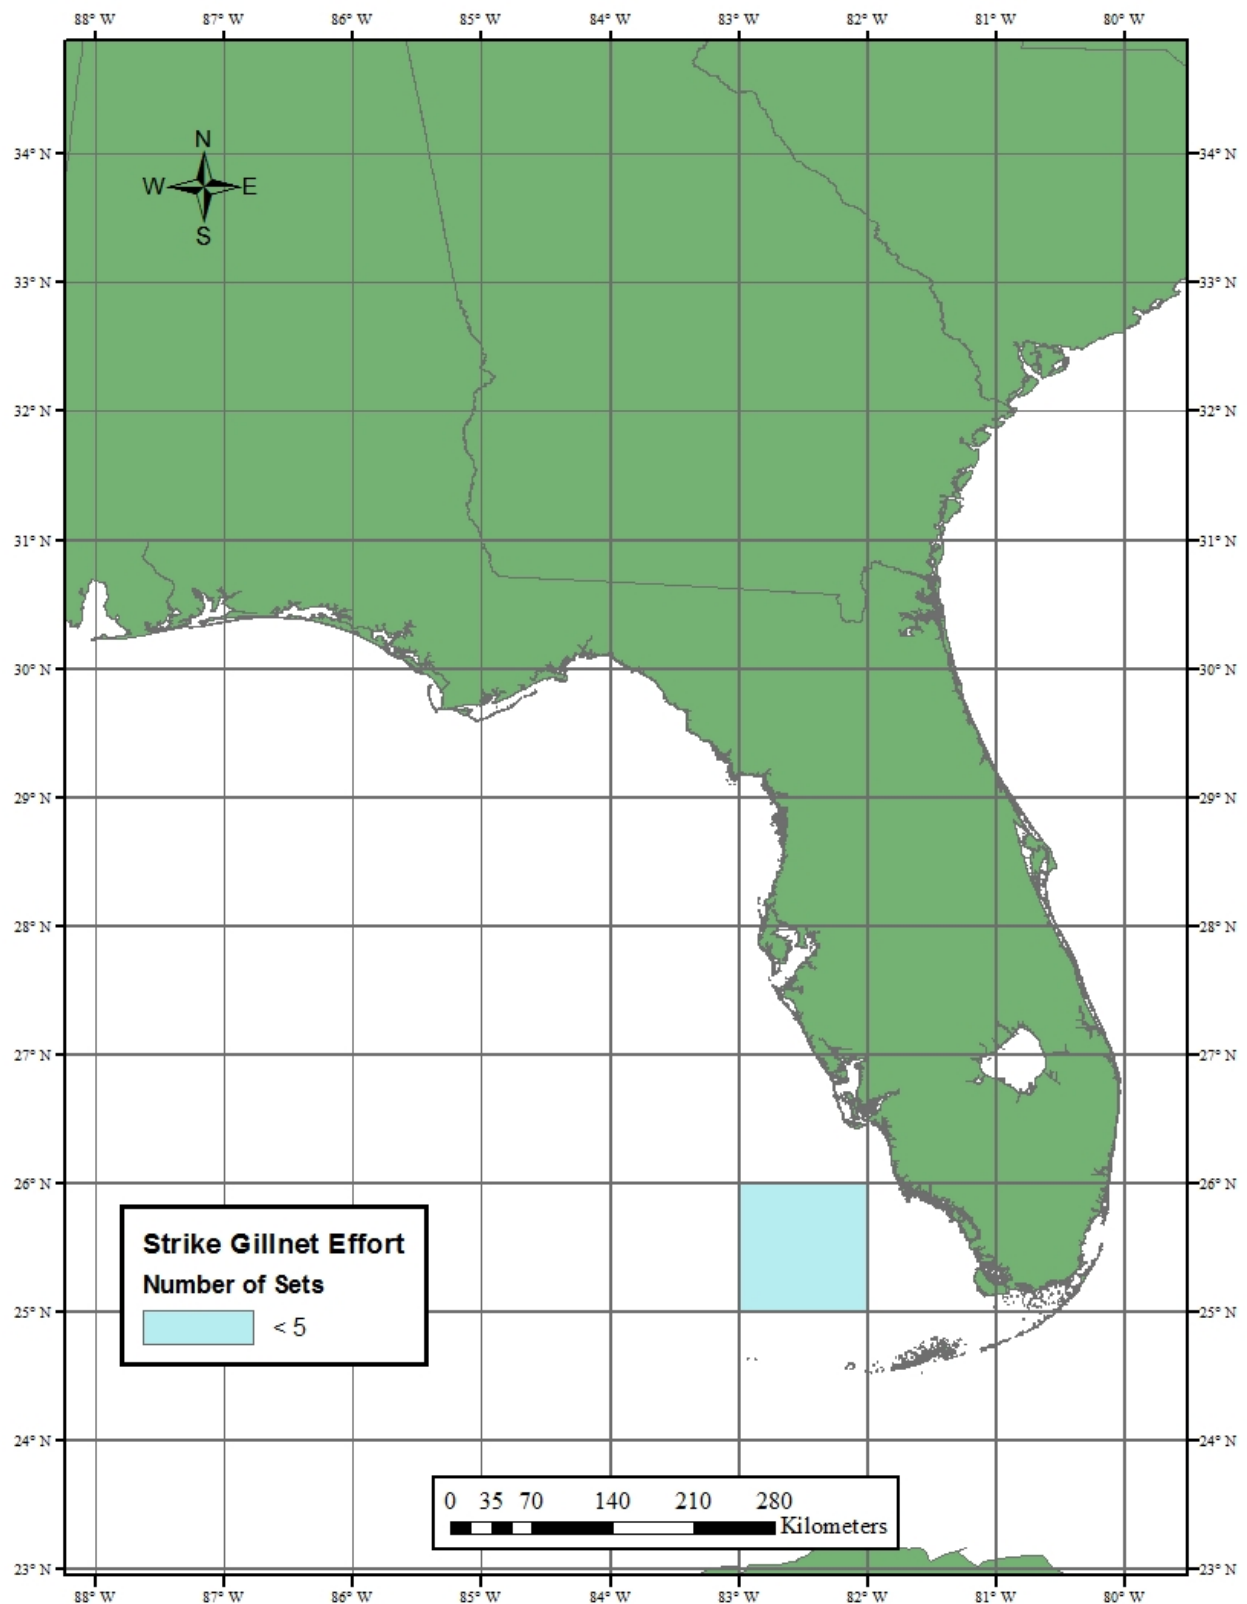 88° W 87° W 86° W 85° W 84° W 83° W 82° W 81° W 80° W
34° N 34° N
N
W E
S
33° N 33° N
32° N 32° N
31° N 31° N
30° N 30° N
29° N 29° N
28° N 28° N
27° N 27° N
26° N 26° N
Strike Gillnet Effort
Number of Sets
< 5
25° N 25° N
24° N 24° N
0 35 70 140 210 280
Kilometers
23° N 23° N
88° W 87° W 86° W 85° W 84° W 83° W 82° W 81° W 80° W